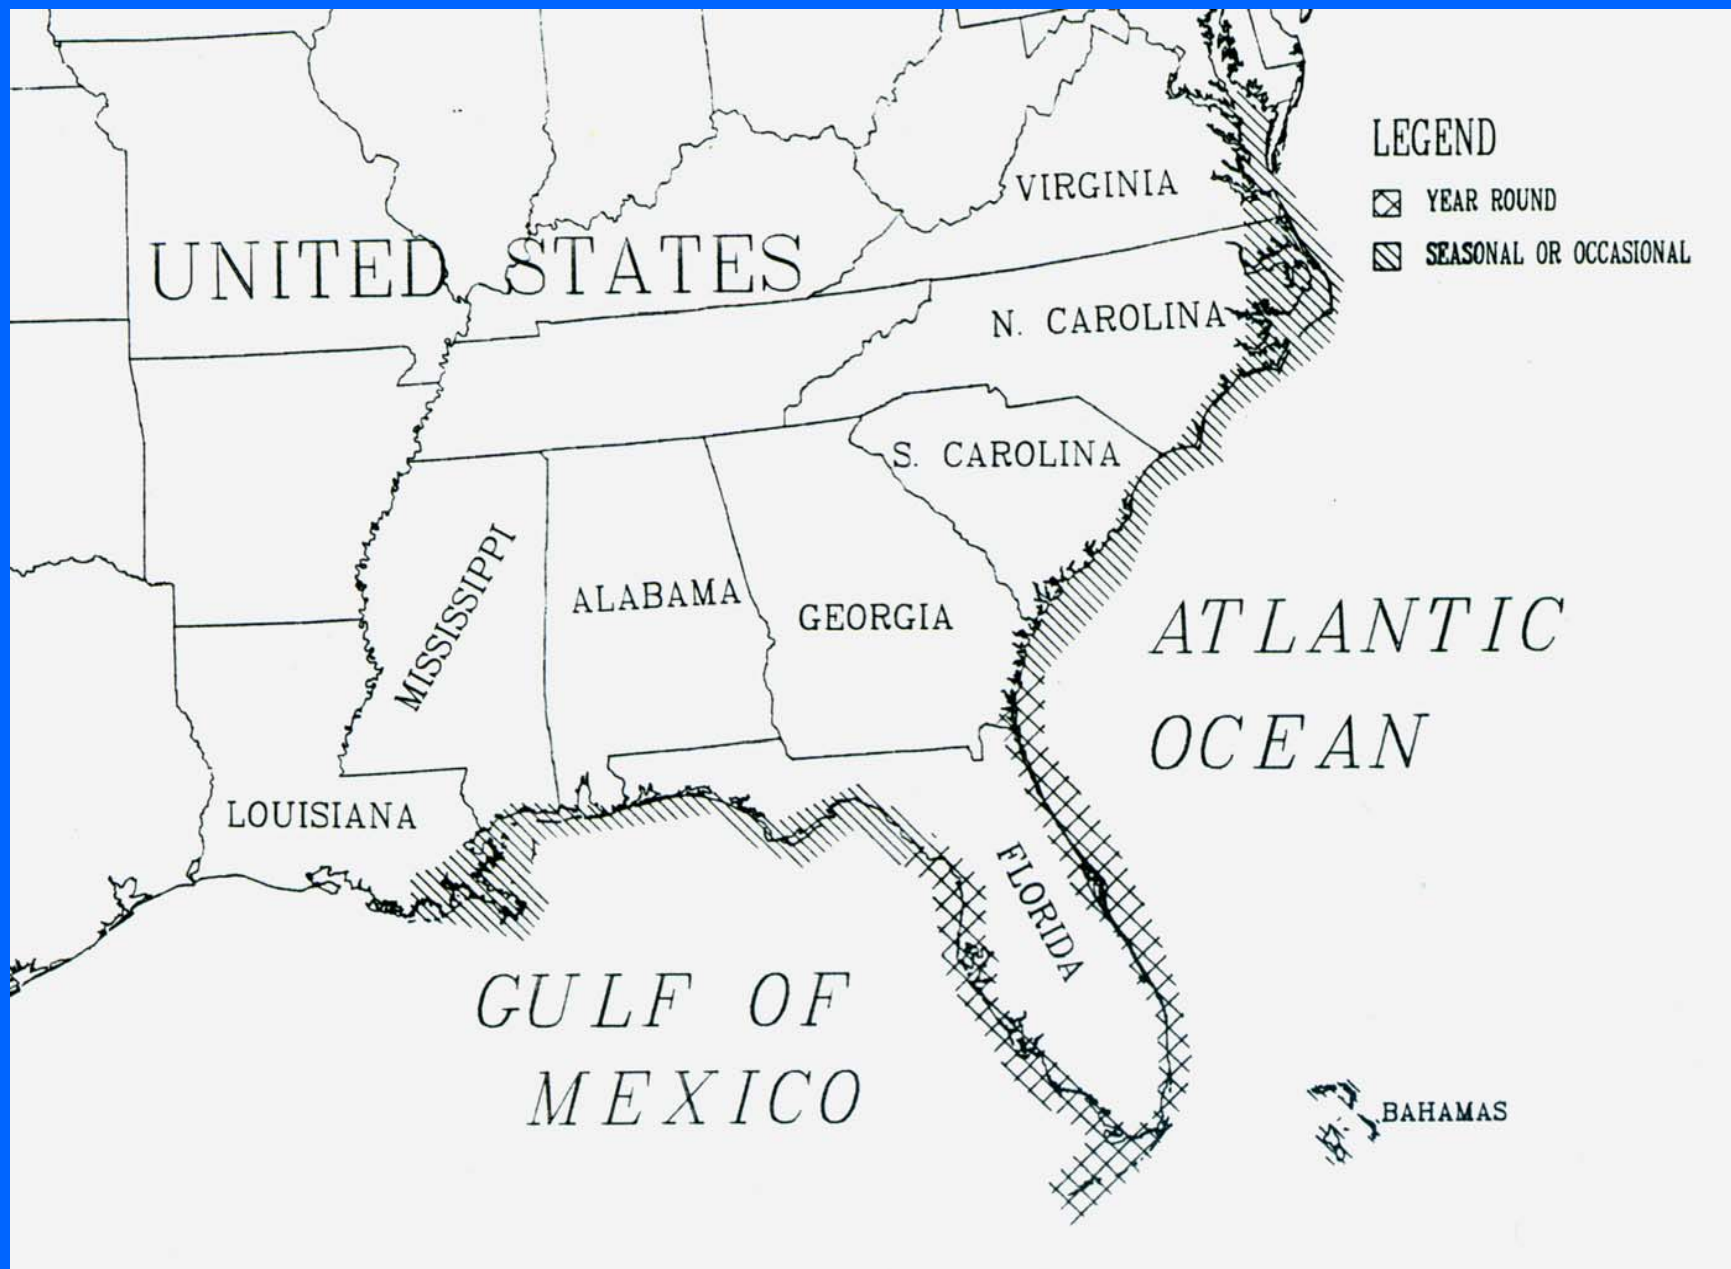 LEGEND
YEAR ROUND
SEASONAL OR OCCASIONAL
VIRGINIA
UNITED STATES
N. CAROLINA
S. CAROLINA
MISSISSIPPI
ALABAMA
GEORGIA
ATLANTIC
OCEAN
LOUISIANA
FLORIDA
GULF OF
MEXICO
BAHAMAS